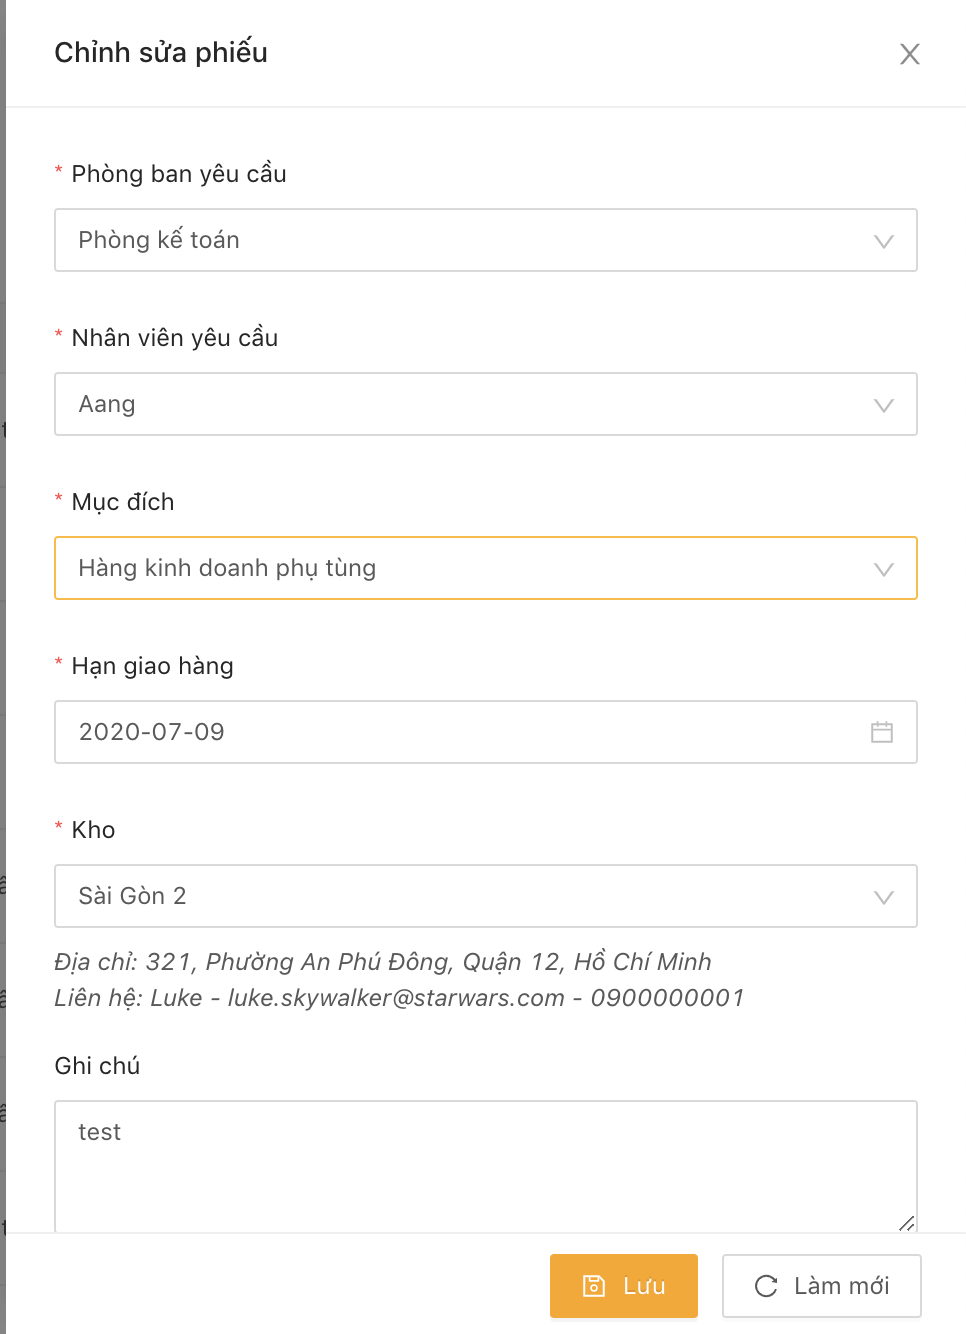 Chỉnh sửa phiếu
* Phòng ban yêu cầu
Phòng kế toán
* Nhân viên yêu cầu
Aang
* Mục đích
Hàng kinh doanh phụ tùng
* Hạn giao hàng
2020-07-09
* Kho
Sài Gòn 2
Địa chỉ: 321, Phường An Phú Đông, Quận 12, Hồ Chí Minh
Liên hệ: Luke - luke.skywalker@starwars.com - 0900000001
Ghi chú
test
Lưu
Làm mới